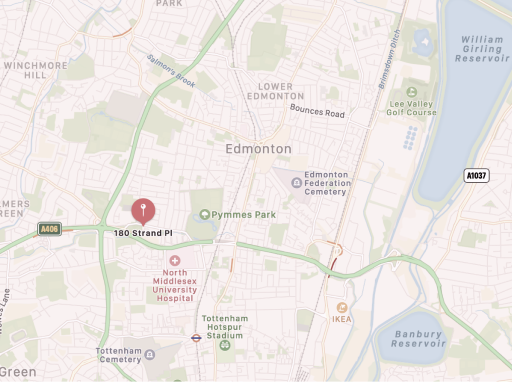 PARK
William
Girling
Reservoir
Salmon's Brook
Brimsdown Ditch
WINCHMORE
HILL
LOWER
EDMONTON
Bounces Road
Lee Valley
Golf Course
Edmonton
Edmonton
Federation
Cemetery
A1037
Pymmes Park
GREEN
A406
180 Strand Pl
North
Middlesex
University
Hospital
Tottenham
Hotspur
Stadium
IKEA
Banbury
Reservoir
Tottenham
Cemetery
Lane
Green